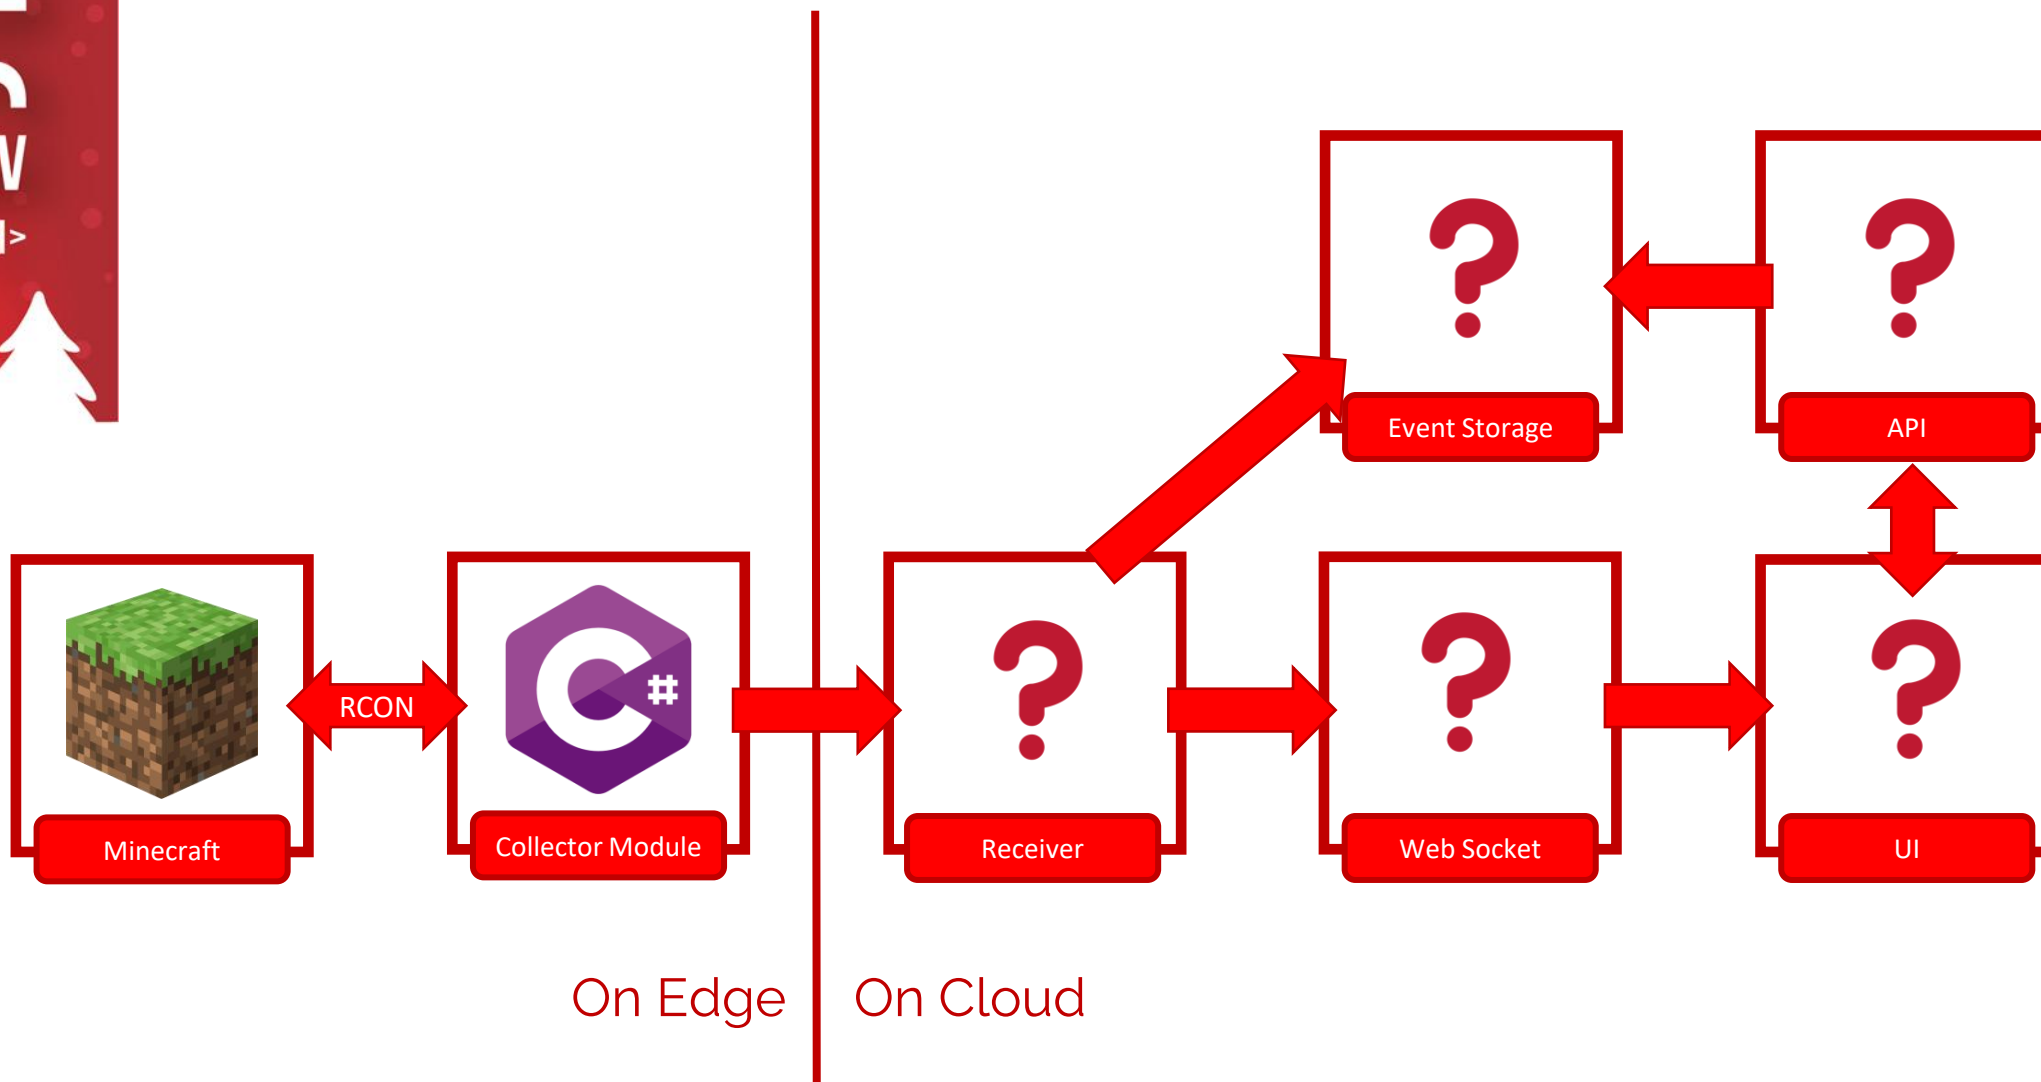 W
>
Event Storage
API
RCON
#
Minecraft
Collector Module
Receiver
Web Socket
UI
On Edge
On Cloud